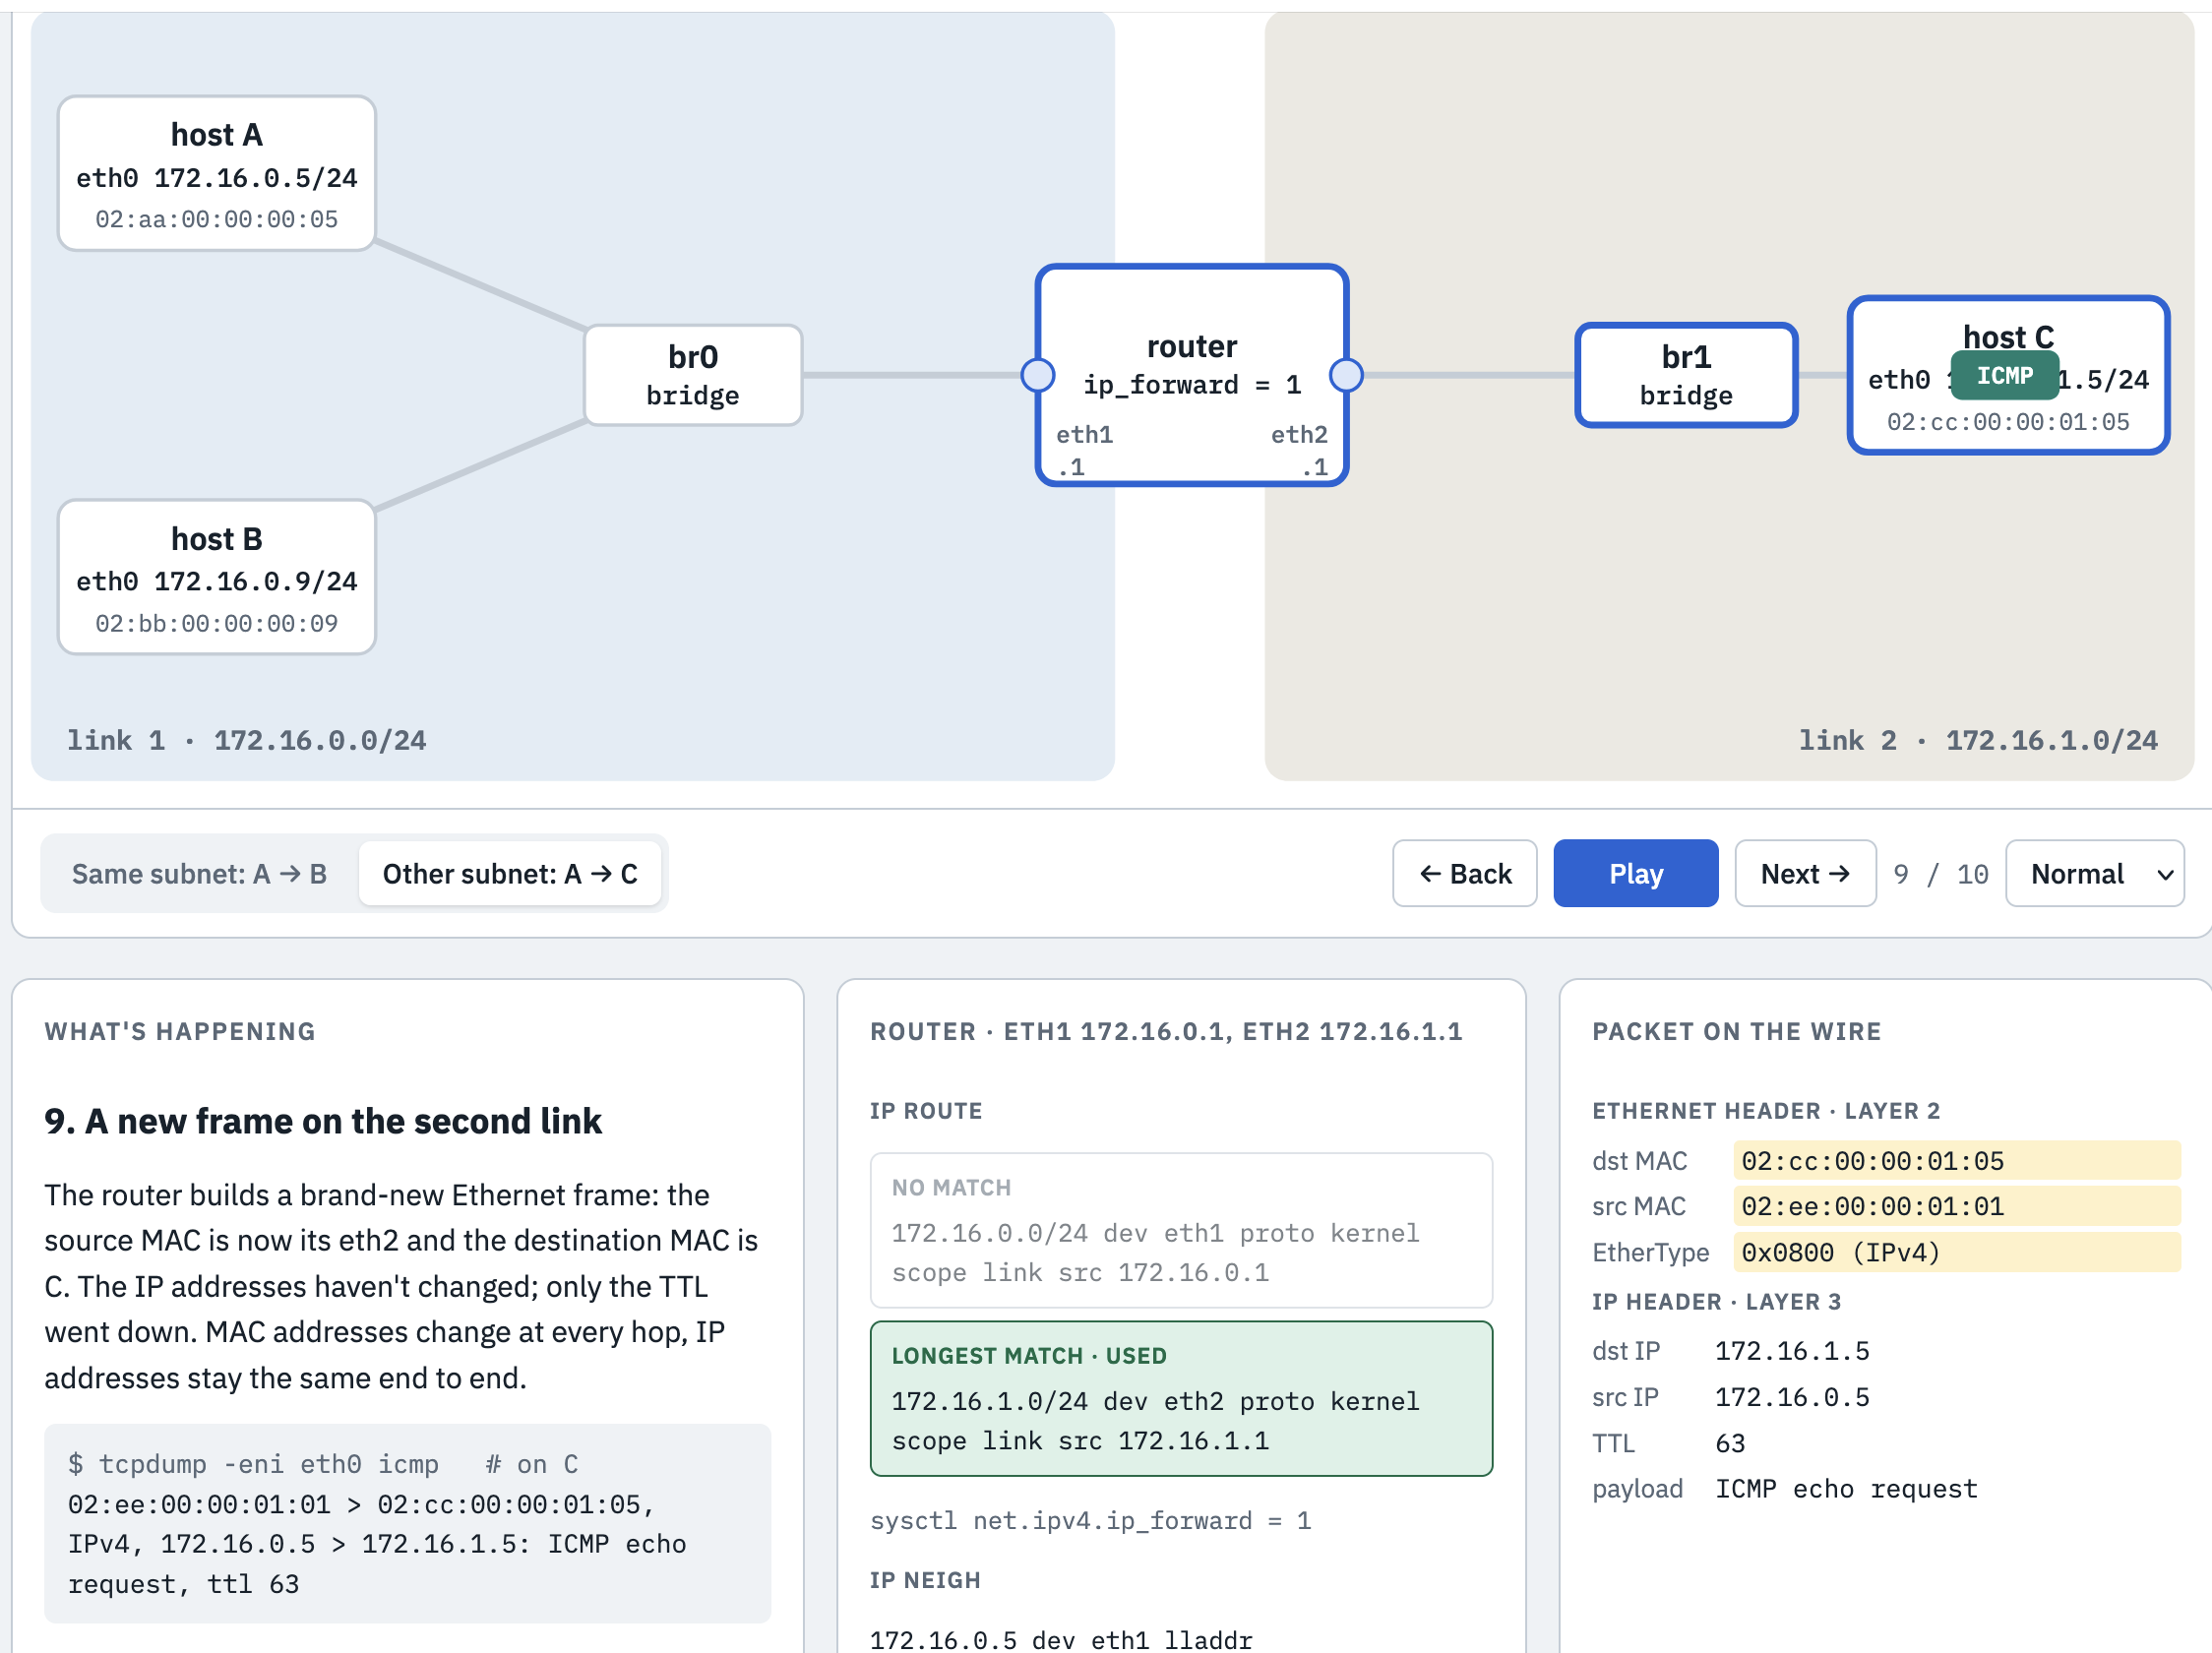 host A
eth0 172.16.0.5/24
02:aa:00:00:00:05
host B
eth0 172.16.0.9/24
02:bb:00:00:00:09
br0
bridge
router
ip_forward = 1
eth1
.1
eth2
.1
br1
bridge
host C
eth0 1.5/24
ICMP
02:cc:00:00:01:05
link 1 · 172.16.0.0/24
link 2 · 172.16.1.0/24
Same subnet: A → B
Other subnet: A → C
← Back
Play
Next →
9 / 10
Normal
WHAT'S HAPPENING
9. A new frame on the second link
The router builds a brand-new Ethernet frame: the
source MAC is now its eth2 and the destination MAC is
C. The IP addresses haven't changed; only the TTL
went down. MAC addresses change at every hop, IP
addresses stay the same end to end.
$ tcpdump -eni eth0 icmp   # on C
02:ee:00:00:01:01 > 02:cc:00:00:01:05,
IPv4, 172.16.0.5 > 172.16.1.5: ICMP echo
request, ttl 63
ROUTER · ETH1 172.16.0.1, ETH2 172.16.1.1
IP ROUTE
NO MATCH
172.16.0.0/24 dev eth1 proto kernel
scope link src 172.16.0.1
LONGEST MATCH · USED
172.16.1.0/24 dev eth2 proto kernel
scope link src 172.16.1.1
sysctl net.ipv4.ip_forward = 1
IP NEIGH
172.16.0.5 dev eth1 lladdr
PACKET ON THE WIRE
ETHERNET HEADER · LAYER 2
dst MAC 02:cc:00:00:01:05
src MAC 02:ee:00:00:01:01
EtherType 0x0800 (IPv4)
IP HEADER · LAYER 3
dst IP 172.16.1.5
src IP 172.16.0.5
TTL 63
payload ICMP echo request